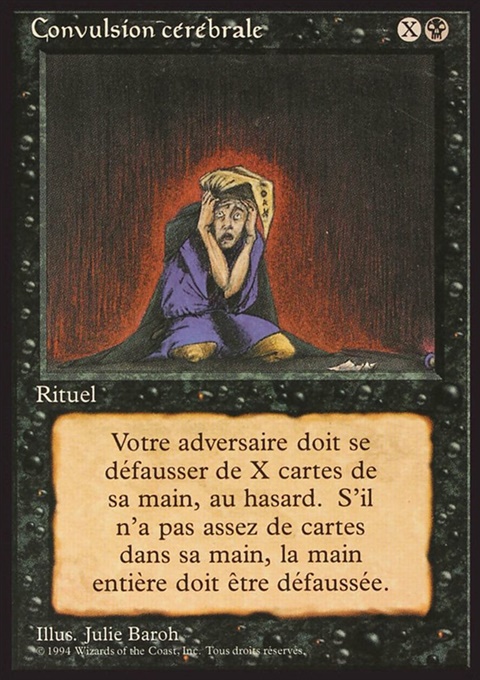 Convulsion cérébrale X
Rituel
Votre adversaire doit se
défausser de X cartes de
sa main, au hasard. S'il
n'a pas assez de cartes
dans sa main, la main
entière doit être défaussée.
Illus. Julie Baroh
© 1994 Wizards of the Coast, Inc. Tous droits réservés.